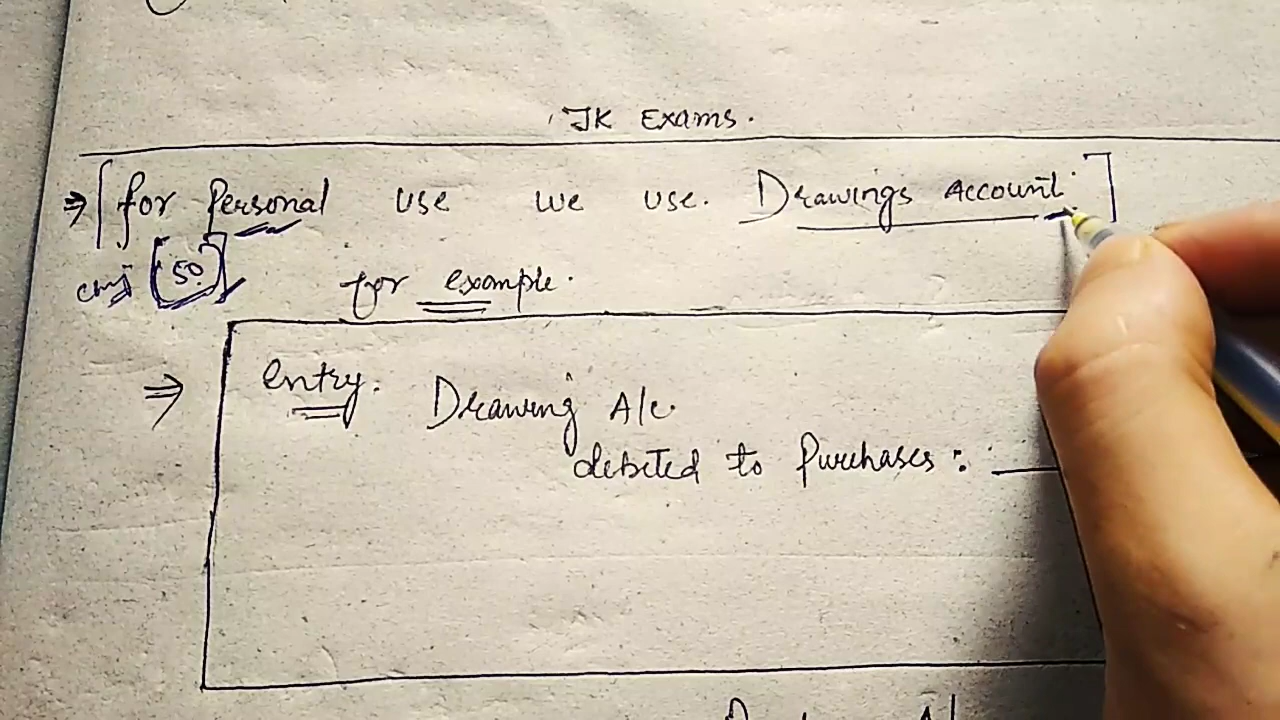 JK Exams.
⇒ [for Personal use we use. Drawings Account.]
[50] for example.
⇒ entry. Drawing A/c.
debited to Purchases :